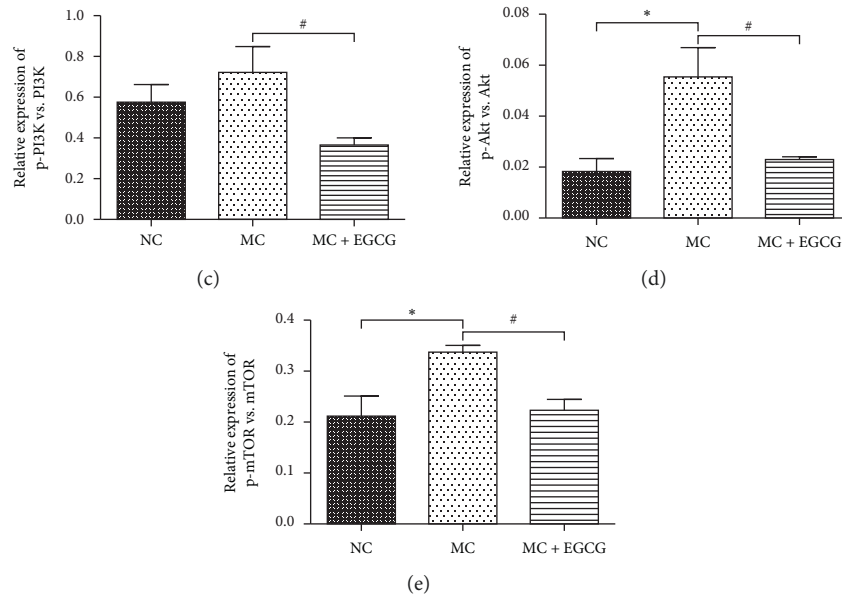 Relative expression of
p-PI3K vs. PI3K
1.0
0.8
0.6
0.4
0.2
0.0
#
NC
MC
MC + EGCG
(c)
Relative expression of
p-Akt vs. Akt
0.08
0.06
0.04
0.02
0.00
*
#
NC
MC
MC + EGCG
(d)
Relative expression of
p-mTOR vs. mTOR
0.4
0.3
0.2
0.1
0.0
*
#
NC
MC
MC + EGCG
(e)